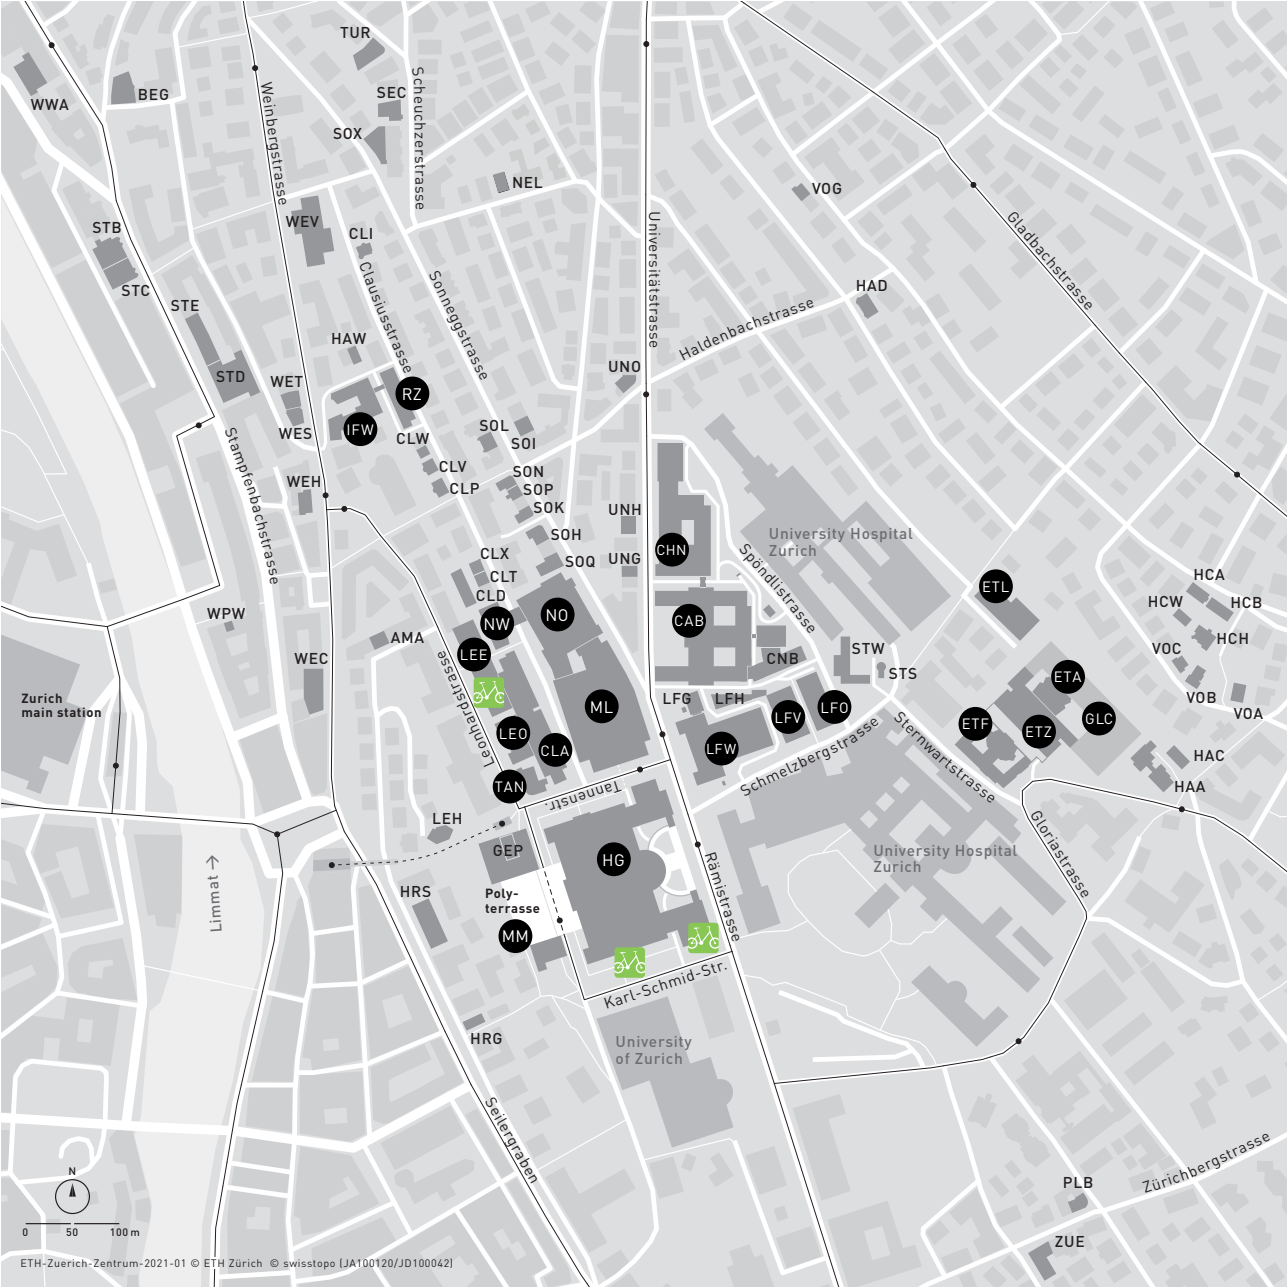 TUR
WWA
BEG
SEC
SOX
Scheuchzerstrasse
Weinbergstrasse
NEL
VOG
STB
WEV
CLI
Universitätstrasse
Gladbachstrasse
STC
Clausiusstrasse
Sonneggstrasse
HAD
STE
Haldenbachstrasse
HAW
STD
WET
UNO
RZ
IFW
WES
CLW
SOL
SOI
CLV
CLP
SON
SOP
SOK
WEH
Stampfenbachstrasse
UNH
SOH
CHN
University Hospital
Zurich
CLX
SOQ
UNG
Spöndlistrasse
CLT
CLD
ETL
HCA
HCW
HCB
WPW
NO
NW
CAB
AMA
LEE
HCH
WEC
CNB
STW
STS
VOC
ETA
Leonhardstrasse
Zurich
main station
LFG
LFH
LFV
LFO
VOB
VOA
ML
LEO
CLA
LFW
ETF
ETZ
GLC
Schmelzbergstrasse
Sternwartstrasse
HAC
HAA
TAN
Tannenstr.
LEH
GEP
HG
Limmat
University Hospital
Zurich
Gloriastrasse
HRS
Poly-
terrasse
MM
Rämistrasse
Karl-Schmid-Str.
HRG
University
of Zurich
Seilergraben
Zürichbergstrasse
PLB
ZUE
N
0 50 100 m
ETH-Zuerich-Zentrum-2021-01 © ETH Zürich © swisstopo (JA100120/JD100042)